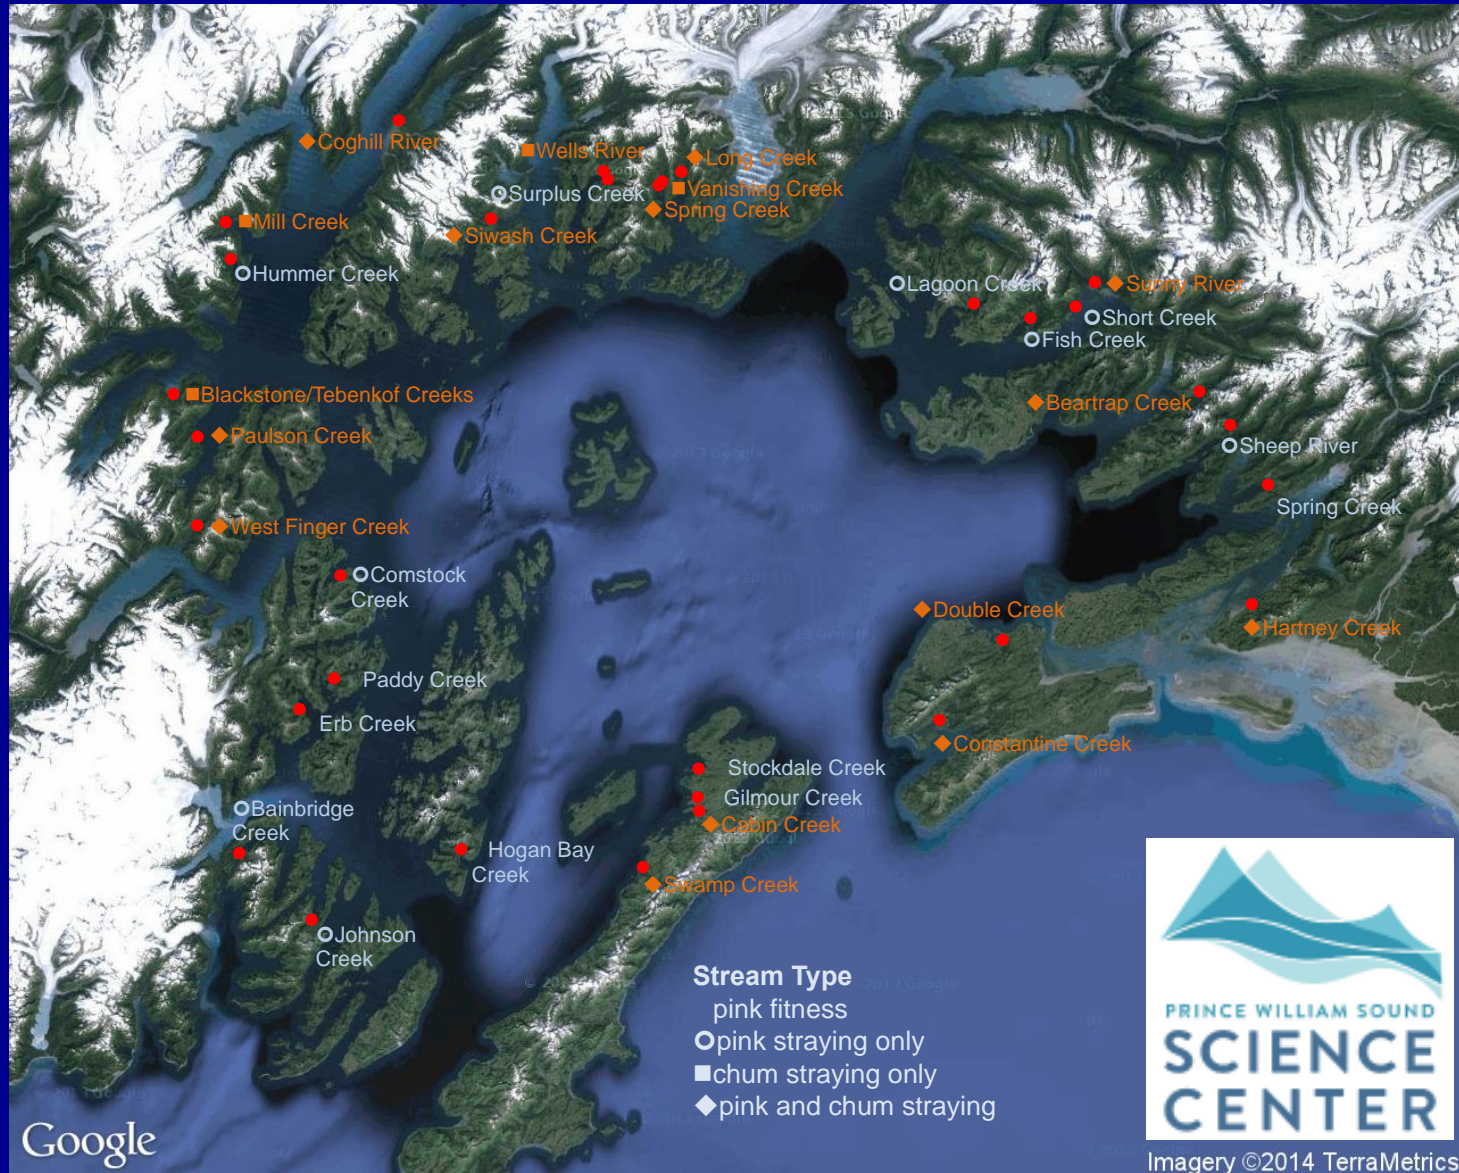 Coghill River
Wells River
Long Creek
Surplus Creek
Vanishing Creek
Spring Creek
Mill Creek
Siwash Creek
Hummer Creek
Lagoon Creek
Sunny River
Short Creek
Fish Creek
Blackstone/Tebenkof Creeks
Beartrap Creek
Paulson Creek
Sheep River
Spring Creek
West Finger Creek
Comstock
Creek
Double Creek
Hartney Creek
Paddy Creek
Erb Creek
Constantine Creek
Stockdale Creek
Gilmour Creek
Bainbridge
Creek
Cabin Creek
Hogan Bay
Creek
Swamp Creek
Johnson
Creek
Stream Type
pink fitness
pink straying only
chum straying only
pink and chum straying
PRINCE WILLIAM SOUND
SCIENCE
CENTER
Google
Imagery ©2014 TerraMetrics